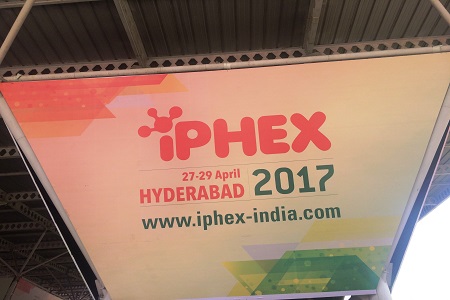 iPHEX
27-29 April
HYDERABAD 2017
www.iphex-india.com